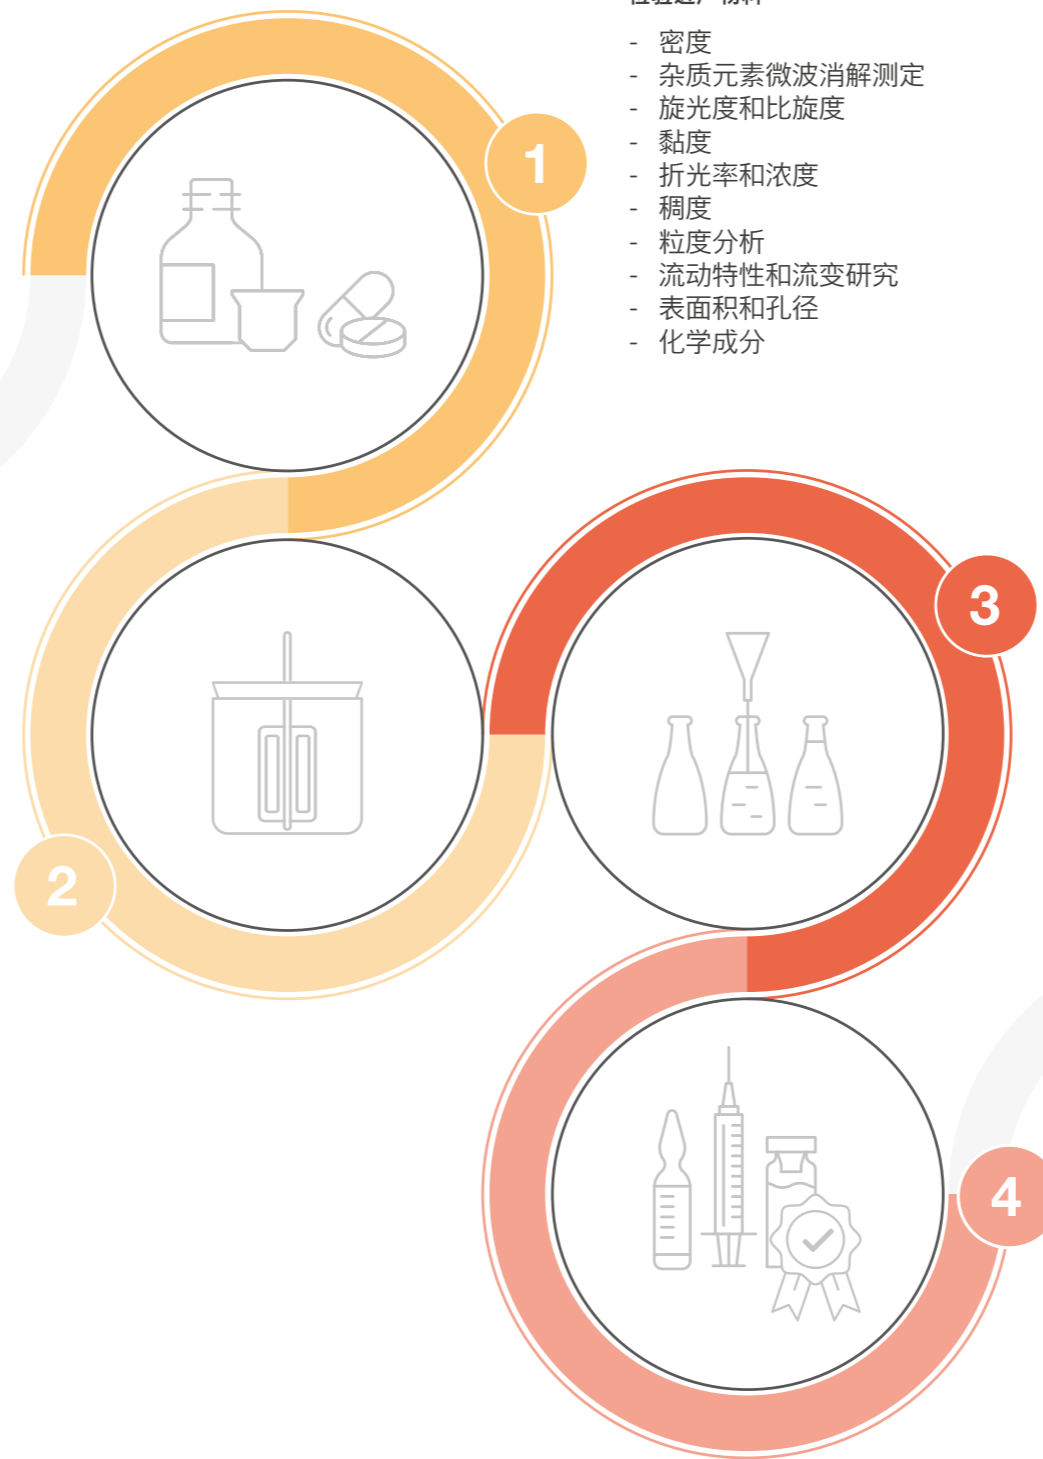 - 密度
- 杂质元素微波消解测定
- 旋光度和比旋度
- 黏度
- 折光率和浓度
- 稠度
- 粒度分析
- 流动特性和流变研究
- 表面积和孔径
- 化学成分
1
2
3
4